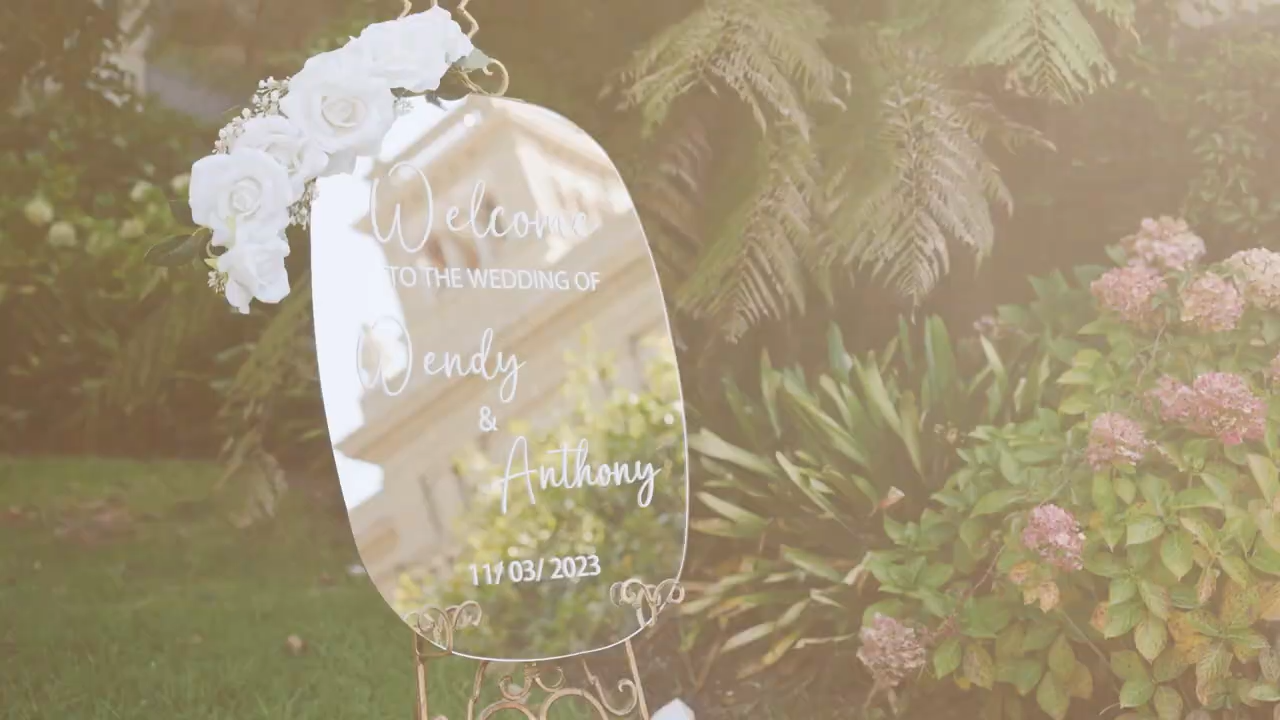 Welcome
TO THE WEDDING OF
Wendy
&
Anthony
11/03/2023